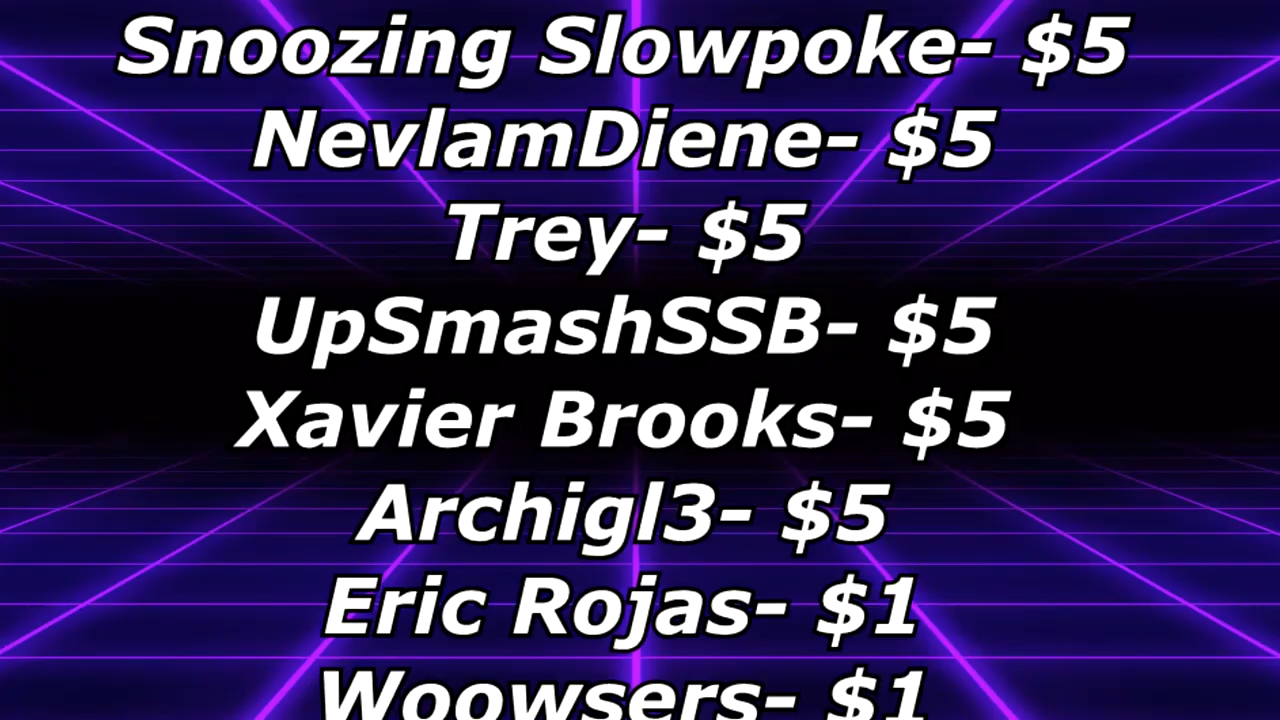 Snoozing Slowpoke- $5
NevlamDiene- $5
Trey- $5
UpSmashSSB- $5
Xavier Brooks- $5
Archigl3- $5
Eric Rojas- $1
Woowsers- $1